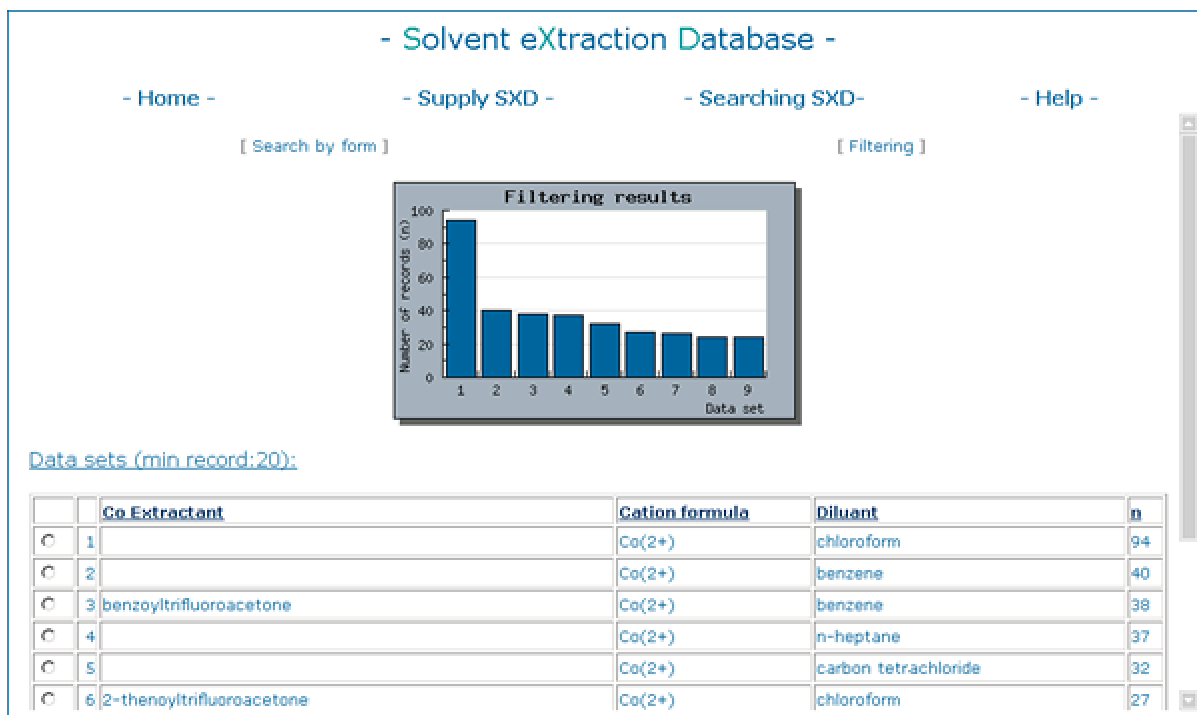 - Solvent eXtraction Database -
- Home - - Supply SXD - - Searching SXD- - Help -
[ Search by form ] [ Filtering ]
Filtering results
Number of records (n)
100
80
60
40
20
0
1 2 3 4 5 6 7 8 9
Data set
Data sets (min record:20):
Co Extractant Cation formula Diluant n
1 Co(2+) chloroform 94
2 Co(2+) benzene 40
3 benzoyltrifluoroacetone Co(2+) benzene 38
4 Co(2+) n-heptane 37
5 Co(2+) carbon tetrachloride 32
6 2-thenoyltrifluoroacetone Co(2+) chloroform 27